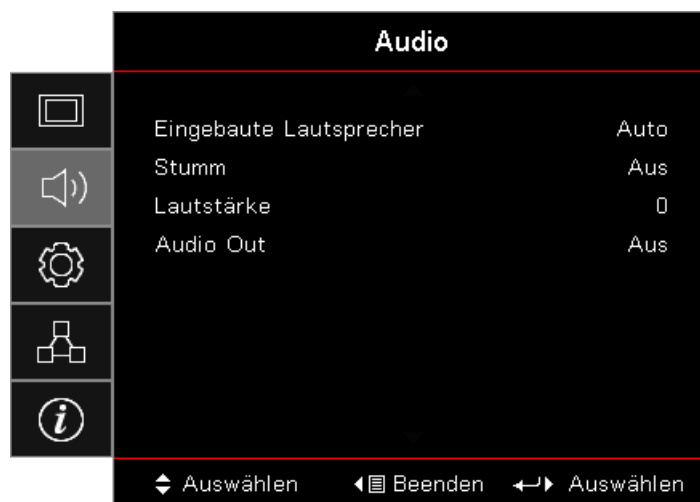 Audio
Eingebaute Lautsprecher Auto
Stumm Aus
Lautstärke 0
Audio Out Aus
Auswählen Beenden Auswählen